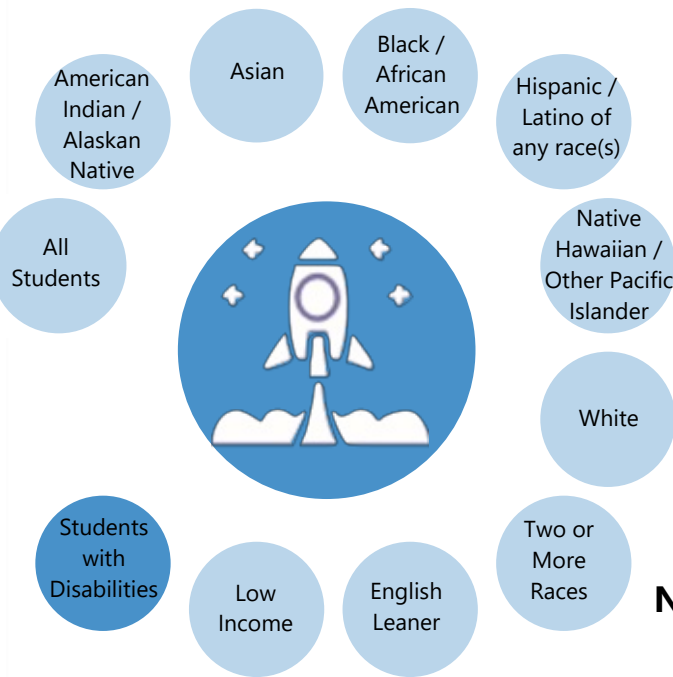 American
Indian /
Alaskan
Native
Asian
Black /
African
American
Hispanic /
Latino of
any race(s)
All
Students
Native
Hawaiian /
Other Pacific
Islander
White
Students
with
Disabilities
Low
Income
English
Leaner
Two or
More
Races
N